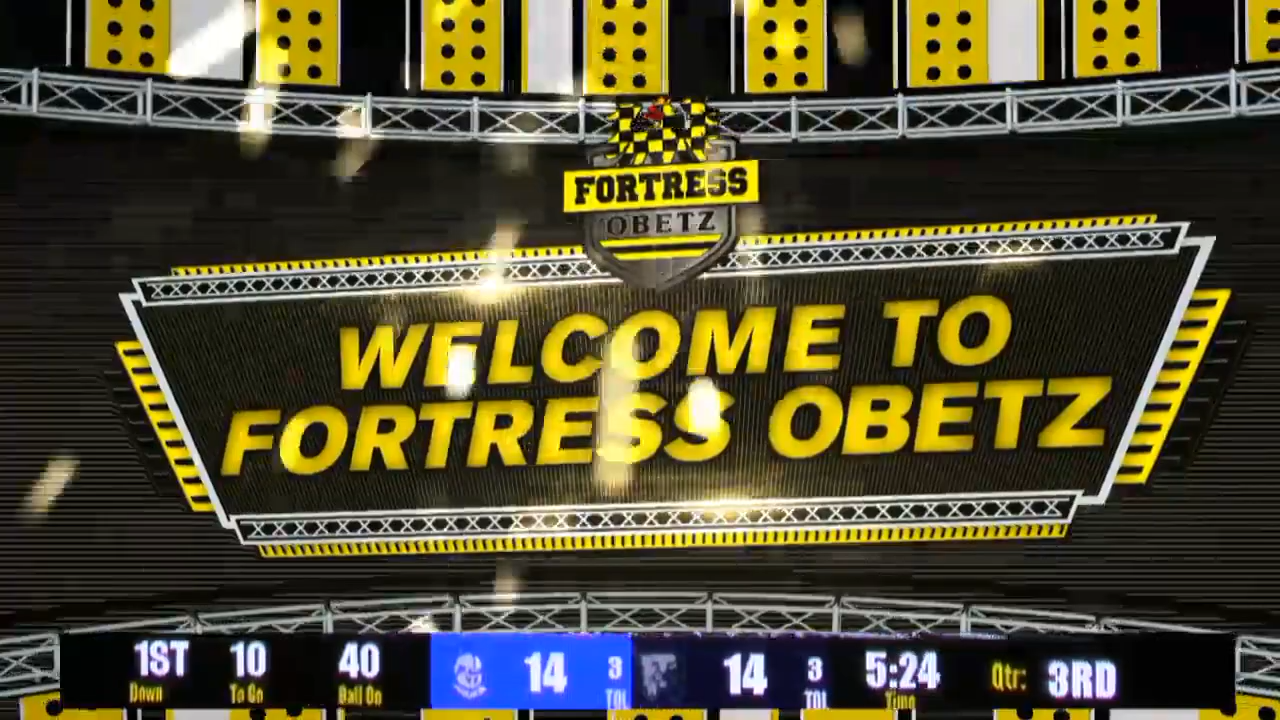 FORTRESS
OBETZ
WELCOME TO
FORTRESS OBETZ
1ST 10 40 14 3 14 3 5:24 Qtr: 3RD
Down To Go Ball On TOL TOL Time